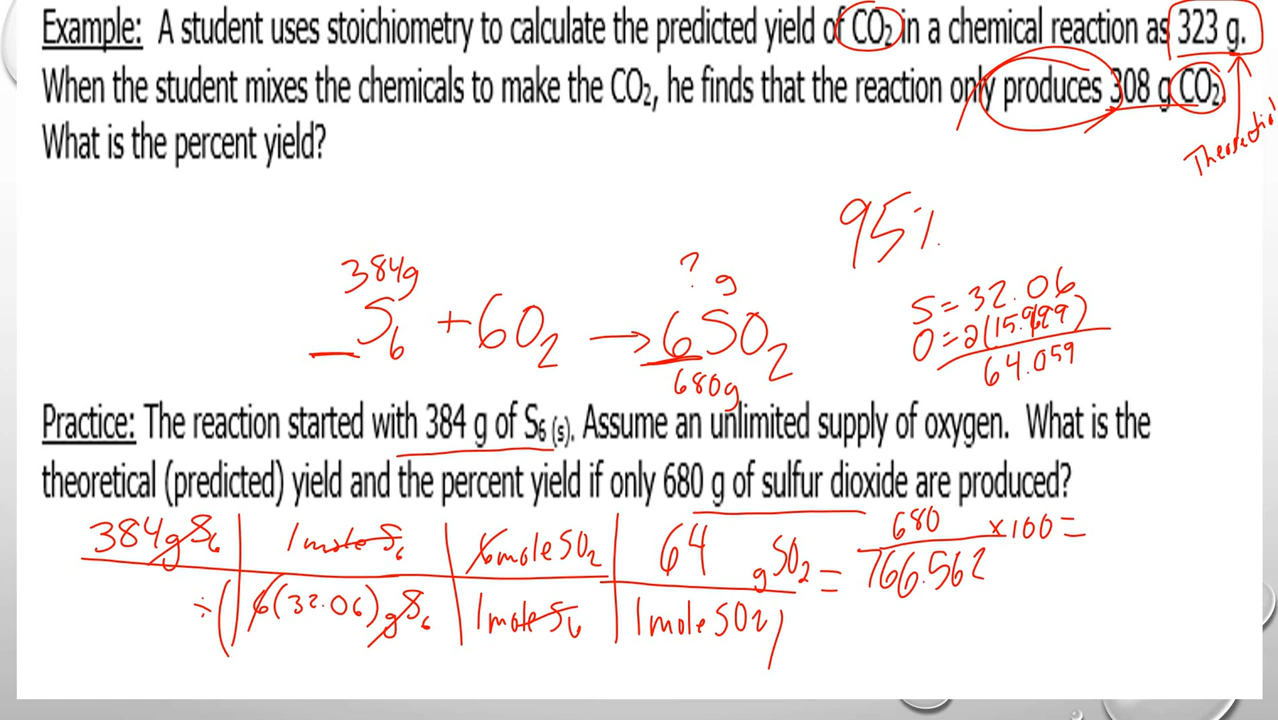 Example: A student uses stoichiometry to calculate the predicted yield of CO₂ in a chemical reaction as 323 g.
When the student mixes the chemicals to make the CO₂, he finds that the reaction only produces 308 g CO₂.
What is the percent yield?
Theoretical
95%
384g
? g
S₆ + 6O₂ → 6SO₂
680g
S = 32.06
O = 2(15.999)
64.059
Practice: The reaction started with 384 g of S₆ (s). Assume an unlimited supply of oxygen. What is the
theoretical (predicted) yield and the percent yield if only 680 g of sulfur dioxide are produced?
384g S₆ | 1 mole S₆ | 6 mole SO₂ | 64 g SO₂ = 680 × 100 =
÷( 6(32.06)g S₆ | 1 mole S₆ | 1 mole SO₂) 766.562